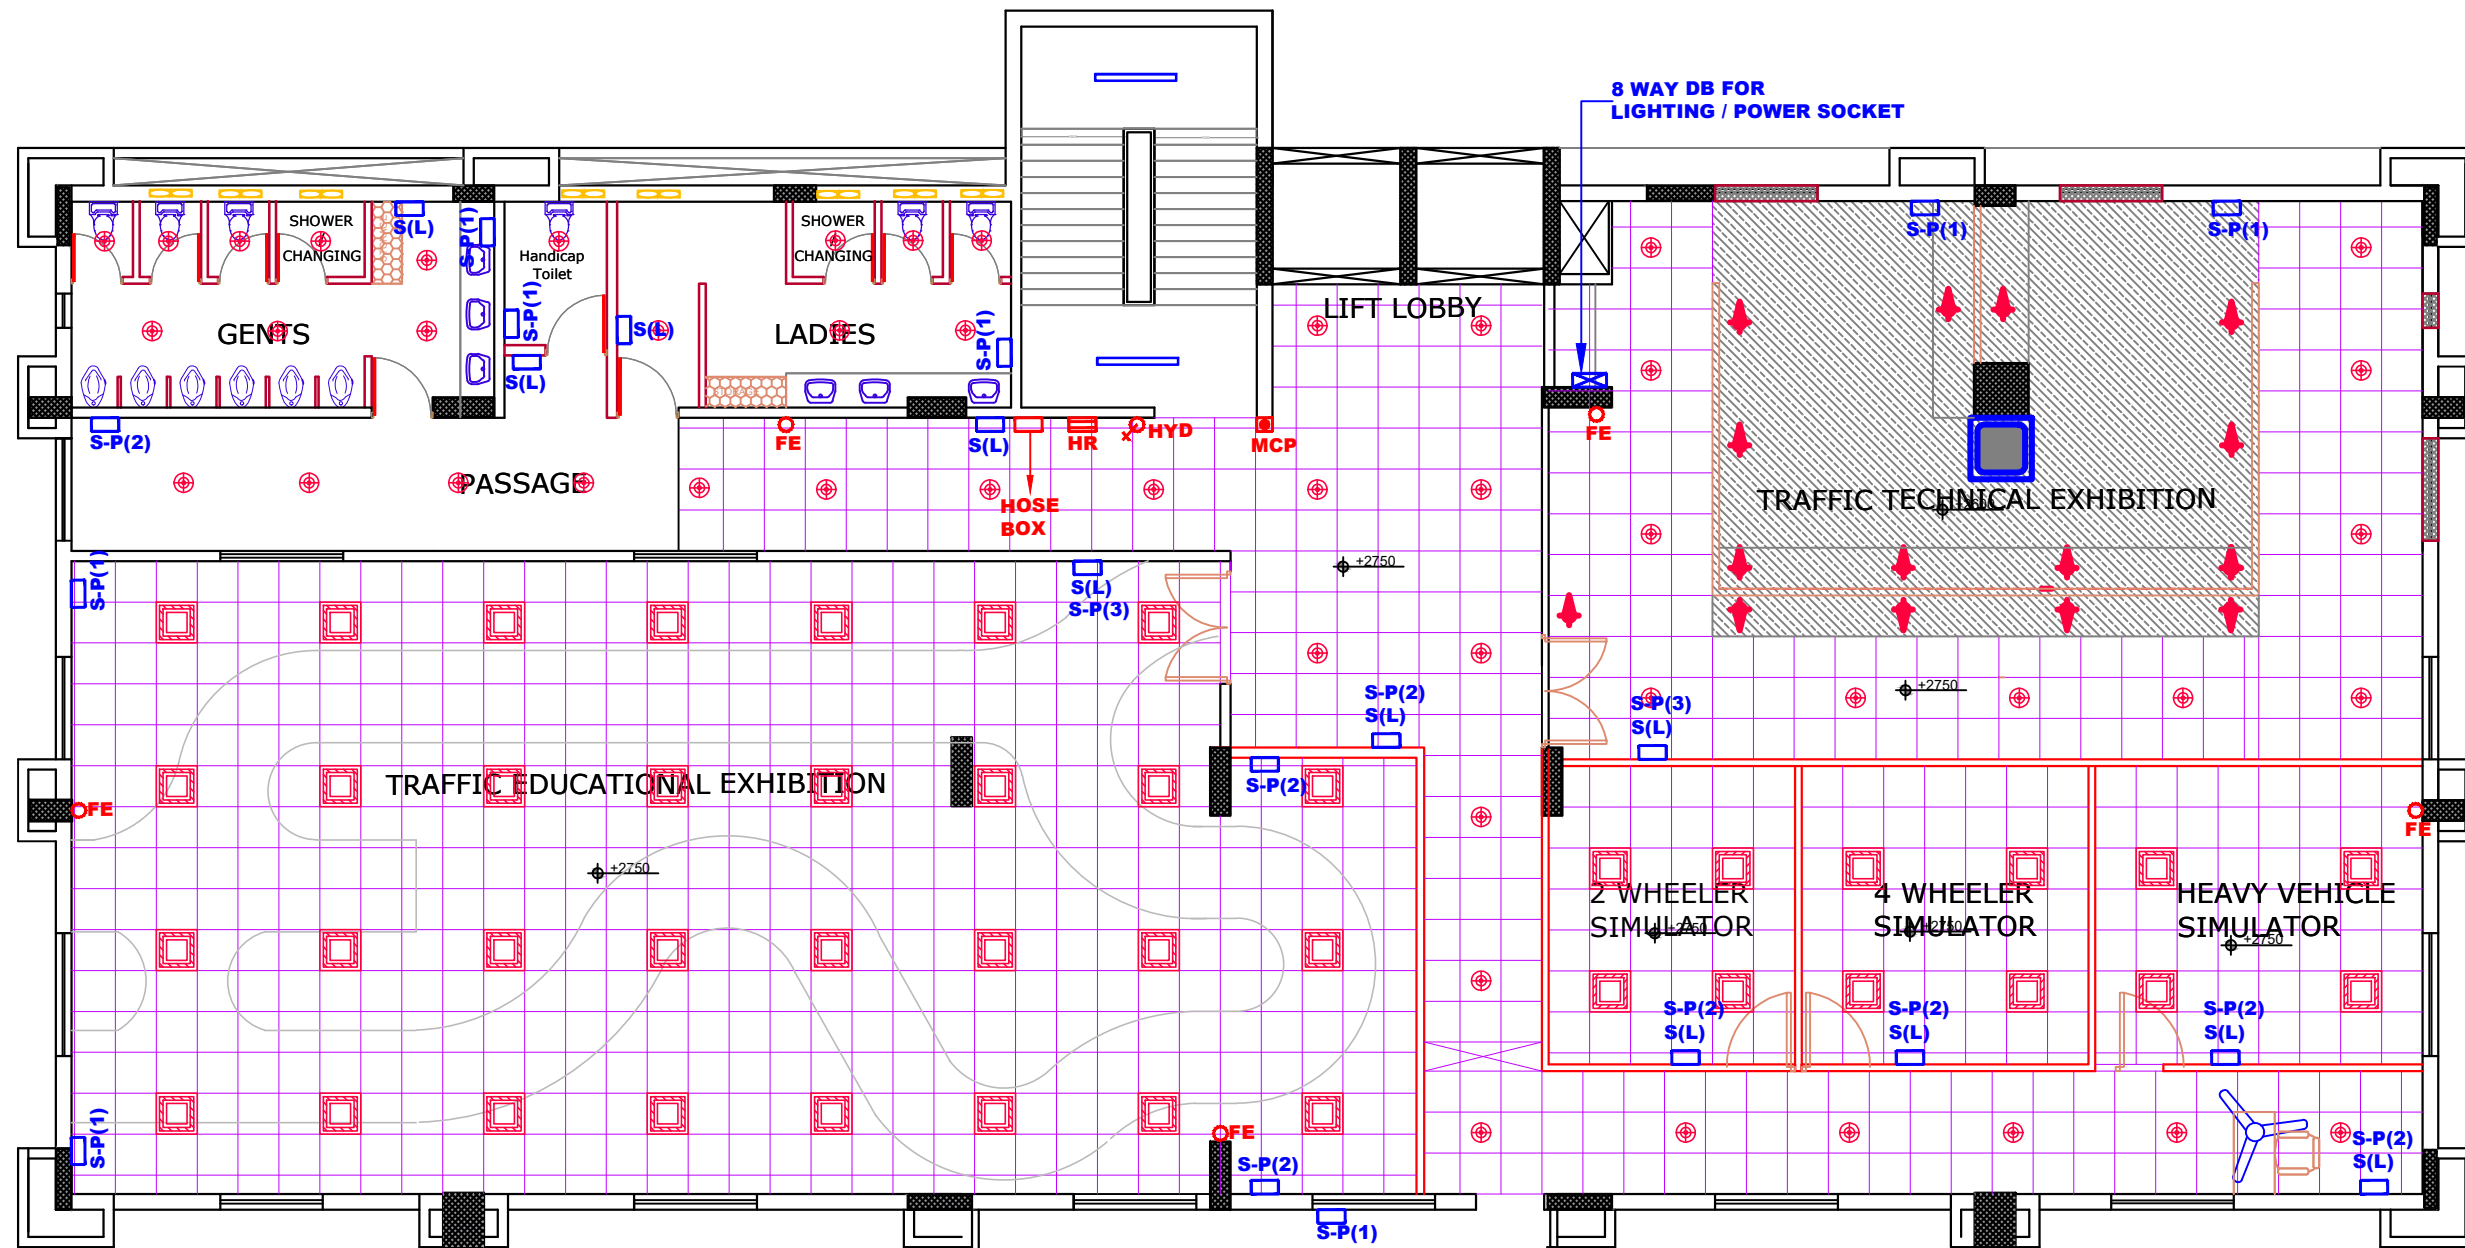 8 WAY DB FOR
LIGHTING / POWER SOCKET
SHOWER
CHANGING
S(L)
S-P(1)
Handicap
Toilet
SHOWER
CHANGING
S-P(1)
S-P(1)
S-P(1)
S(L)
S-P(1)
GENTS
LADIES
LIFT LOBBY
S(L)
S-P(2)
FE
S(L)
HR
HYD
MCP
FE
PASSAGE
HOSE
BOX
TRAFFIC TECHNICAL EXHIBITION
+2600
+2750
S-P(1)
S(L)
S-P(3)
S-P(2)
S(L)
S-P(3)
S(L)
+2750
TRAFFIC EDUCATIONAL EXHIBITION
S-P(2)
FE
FE
+2750
2 WHEELER
SIMULATOR
+2750
4 WHEELER
SIMULATOR
+2750
HEAVY VEHICLE
SIMULATOR
+2750
S-P(2)
S(L)
S-P(2)
S(L)
S-P(2)
S(L)
S-P(1)
FE
S-P(2)
S-P(2)
S(L)
S-P(1)